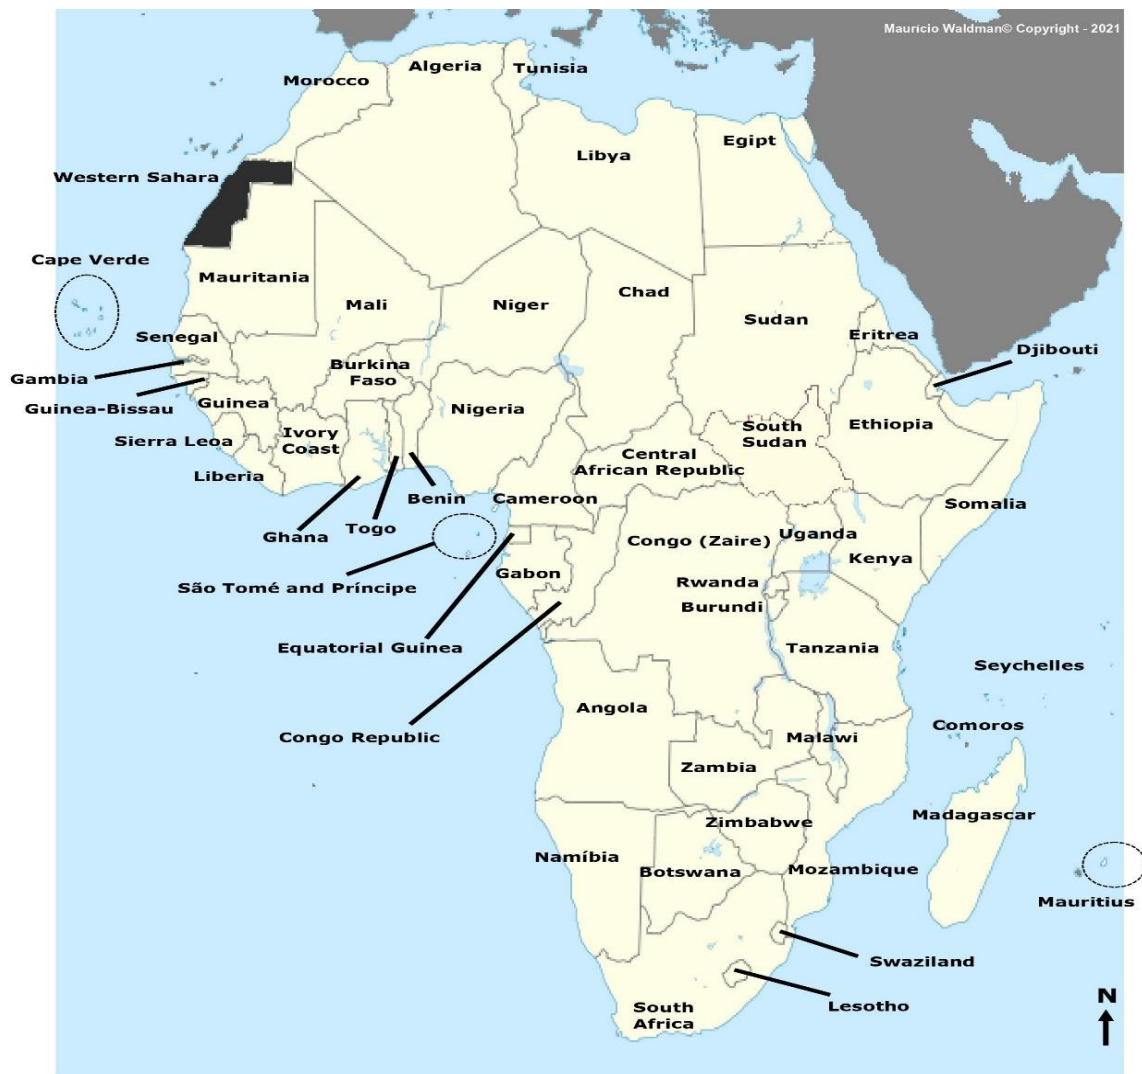 Maurício Waldman© Copyright - 2021
Algeria
Tunisia
Morocco
Egipt
Libya
Western Sahara
Cape Verde
Mauritania
Mali
Niger
Chad
Sudan
Senegal
Eritrea
Djibouti
Gambia
Burkina
Faso
Guinea-Bissau
Guinea
Nigeria
Ivory
Coast
Sierra Leoa
South
Sudan
Ethiopia
Central
African Republic
Liberia
Benin
Cameroon
Somalia
Ghana
Togo
Congo (Zaire)
Uganda
Kenya
Gabon
São Tomé and Príncipe
Rwanda
Burundi
Equatorial Guinea
Tanzania
Seychelles
Angola
Congo Republic
Malawi
Comoros
Zambia
Madagascar
Zimbabwe
Namíbia
Botswana
Mozambique
Mauritius
Swaziland
Lesotho
South
Africa
N